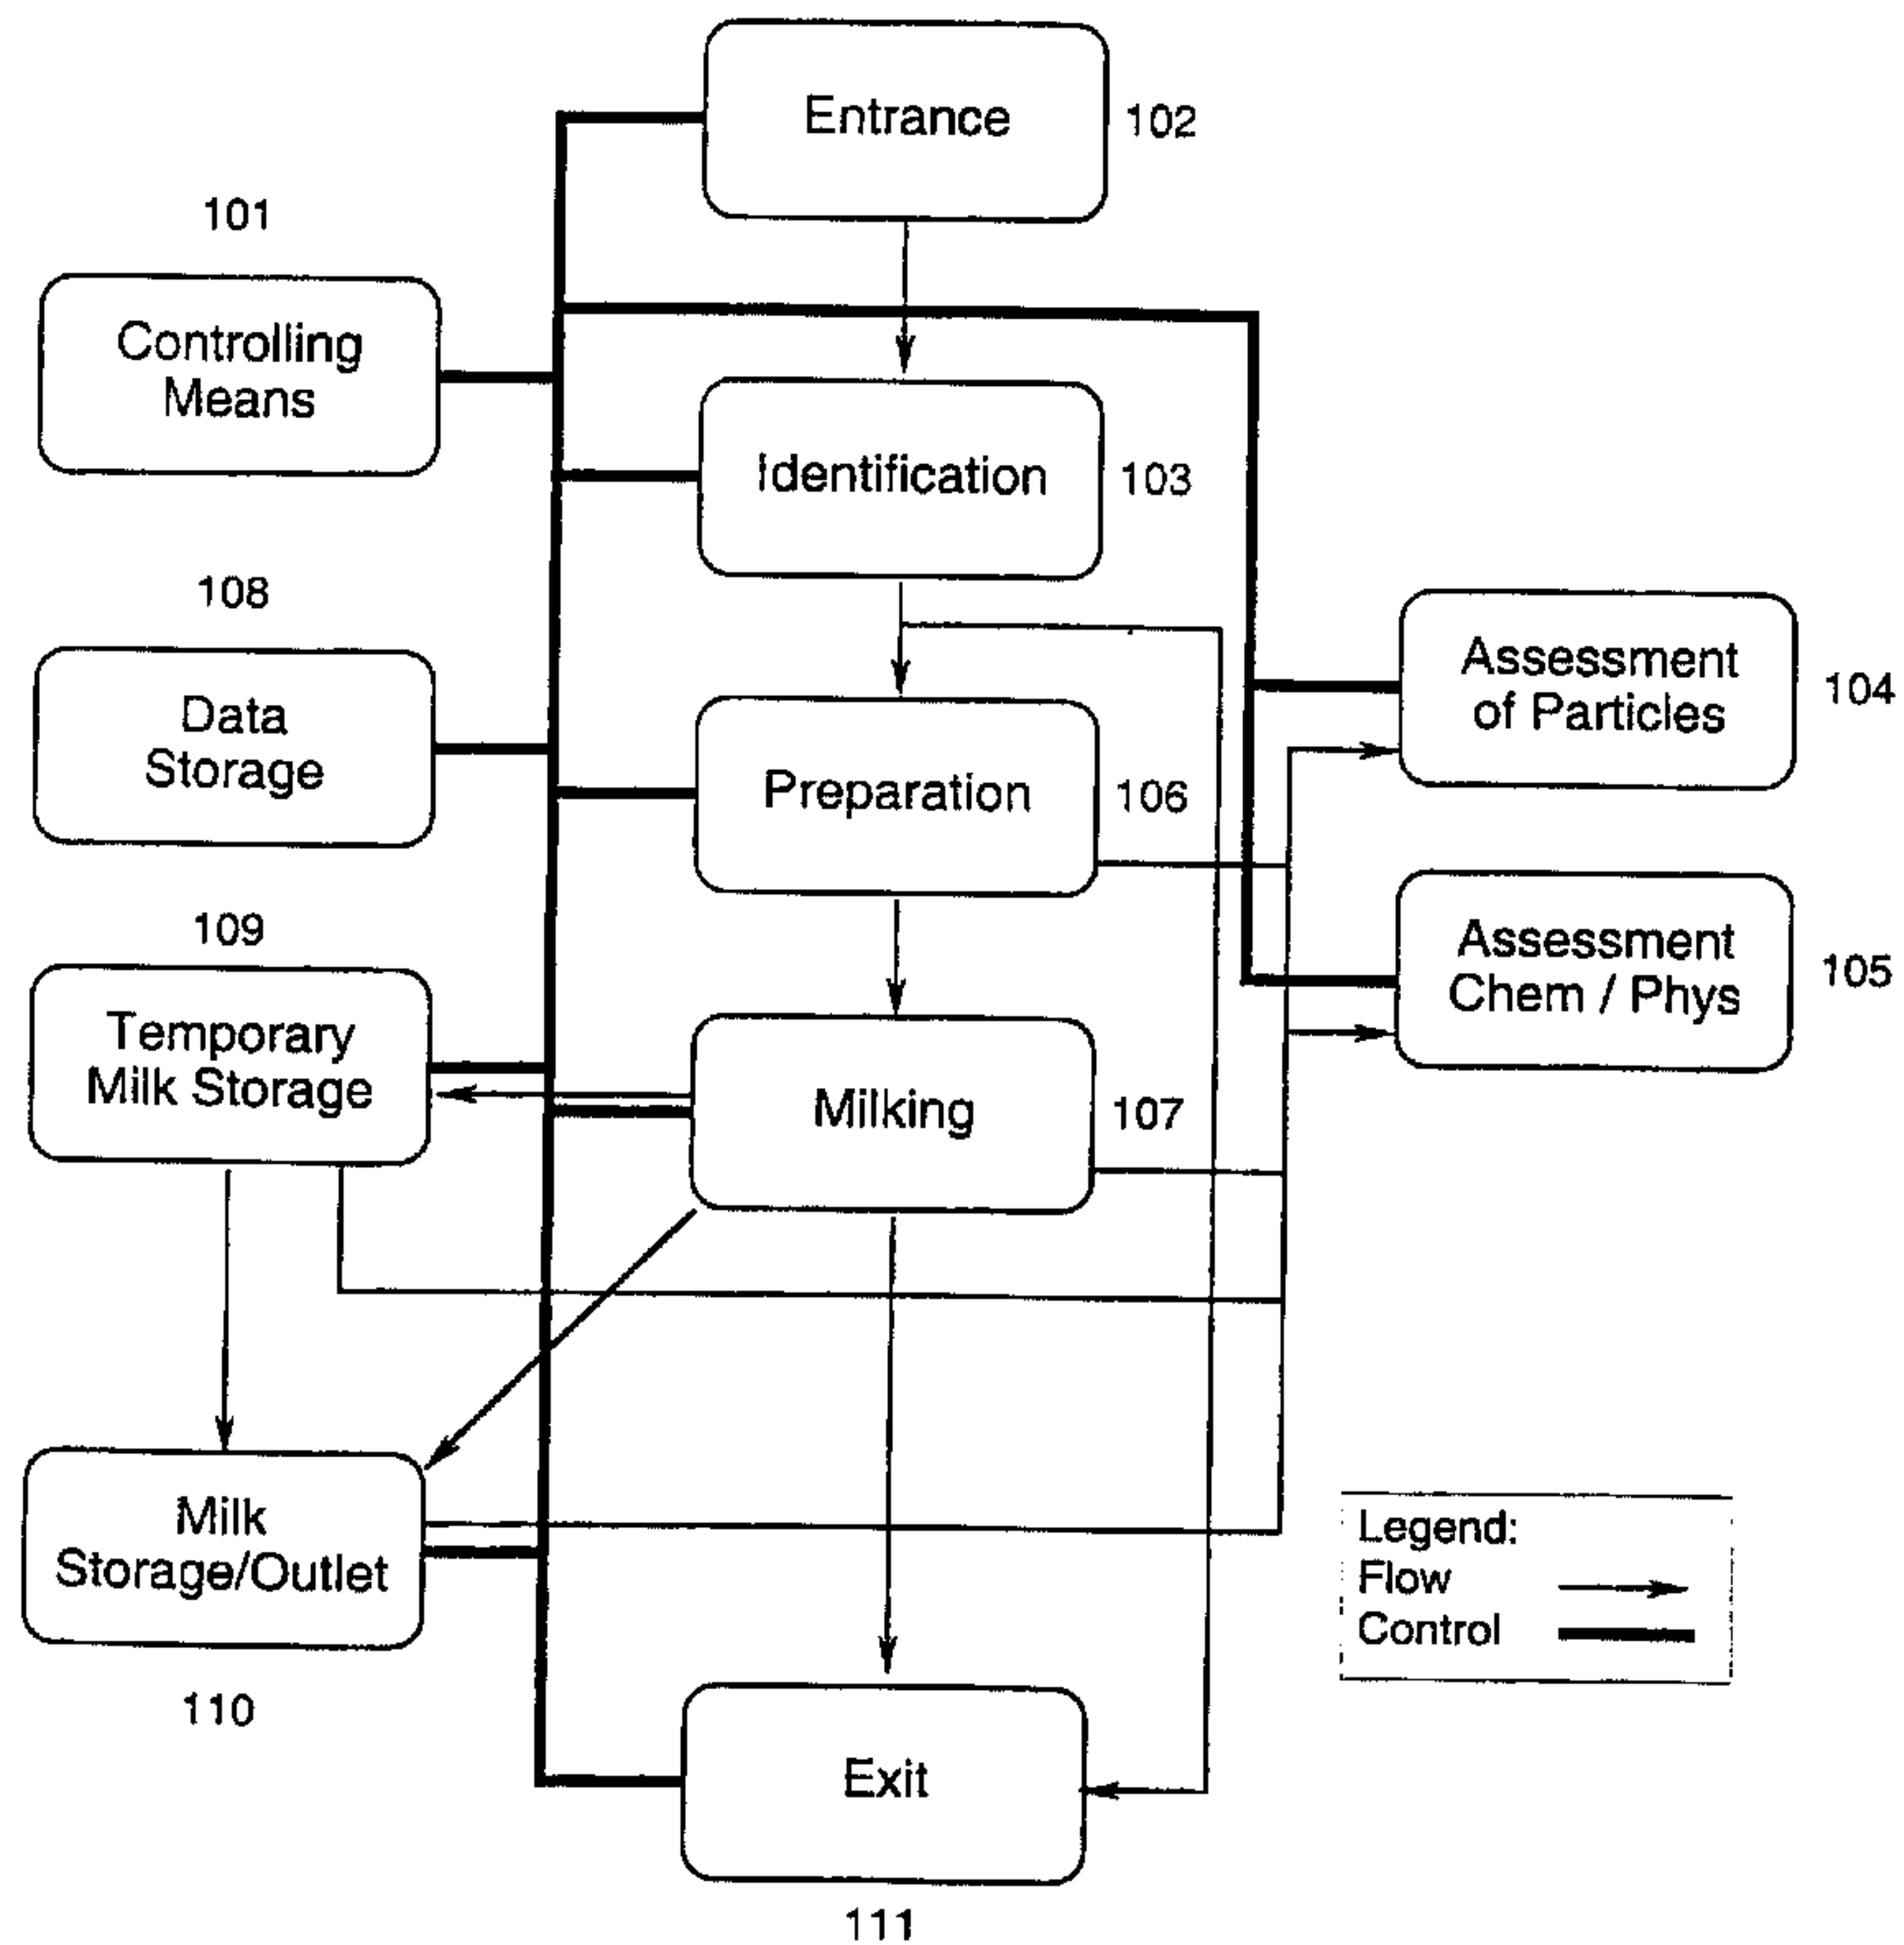 Entrance
102
101
Controlling
Means
Identification
103
108
Data
Storage
Assessment
of Particles
104
Preparation
106
109
Temporary
Milk Storage
Assessment
Chem / Phys
105
Milking
107
Milk
Storage/Outlet
110
Legend:
Flow
Control
Exit
111